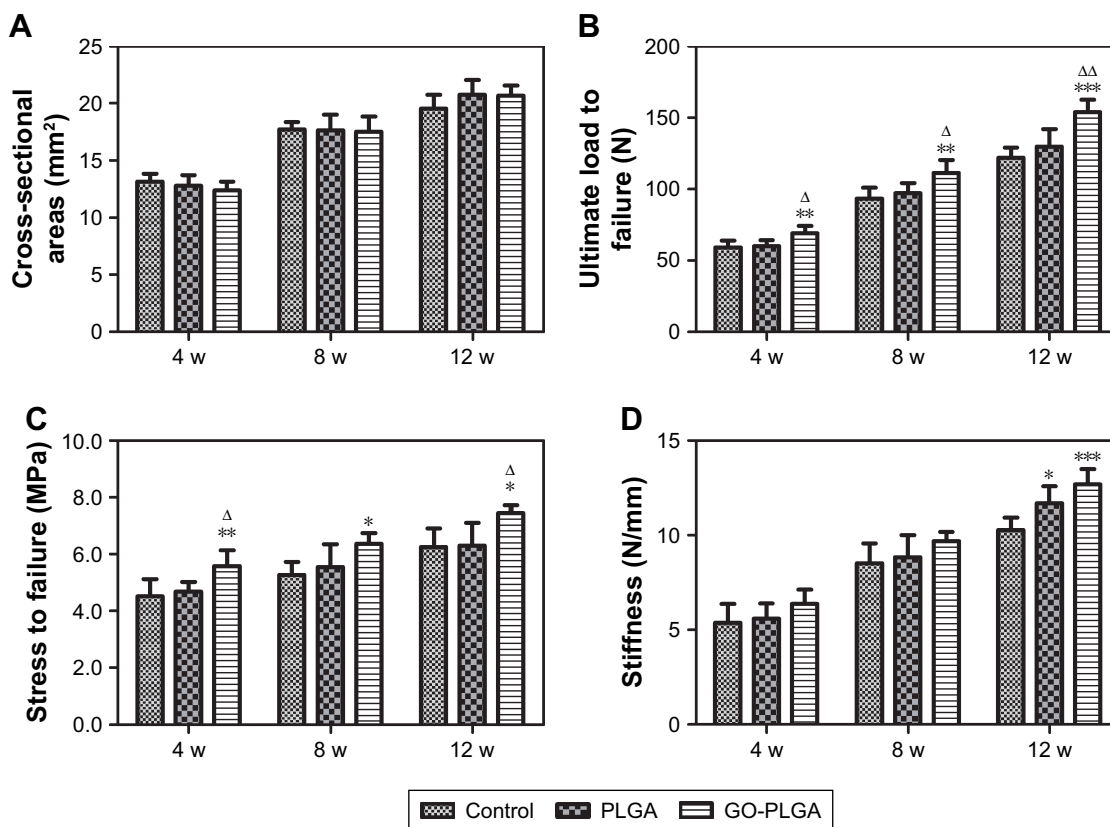 A
Cross-sectional
areas (mm²)
25
20
15
10
5
0
4 w
8 w
12 w
B
Ultimate load to
failure (N)
200
150
100
50
0
Δ
**
Δ
**
ΔΔ
***
4 w
8 w
12 w
C
Stress to failure (MPa)
10.0
8.0
6.0
4.0
2.0
0.0
Δ
**
*
Δ
*
4 w
8 w
12 w
D
Stiffness (N/mm)
15
10
5
0
*
***
4 w
8 w
12 w
Control PLGA GO-PLGA